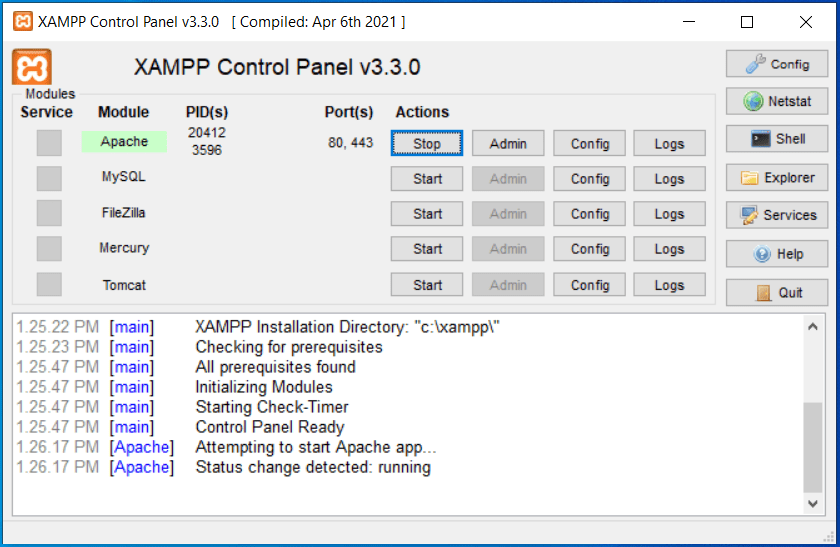 XAMPP Control Panel v3.3.0 [ Compiled: Apr 6th 2021 ]
XAMPP Control Panel v3.3.0
Config
Modules
Service Module PID(s) Port(s) Actions
Netstat
Apache 20412 3596 80, 443 Stop Admin Config Logs
Shell
MySQL Start Admin Config Logs
Explorer
FileZilla Start Admin Config Logs
Services
Mercury Start Admin Config Logs
Help
Tomcat Start Admin Config Logs
Quit
1.25.22 PM [main] XAMPP Installation Directory: "c:\xampp\"
1.25.23 PM [main] Checking for prerequisites
1.25.47 PM [main] All prerequisites found
1.25.47 PM [main] Initializing Modules
1.25.47 PM [main] Starting Check-Timer
1.25.47 PM [main] Control Panel Ready
1.26.17 PM [Apache] Attempting to start Apache app...
1.26.17 PM [Apache] Status change detected: running